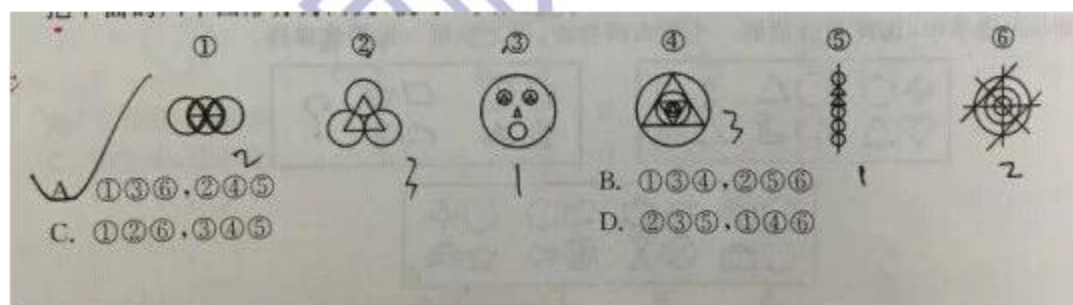 ① ② ③ ④ ⑤ ⑥
2 3 1 3 1 2
A. ①③⑥,②④⑤ B. ①③④,②⑤⑥
C. ①②⑥,③④⑤ D. ②③⑤,①④⑥